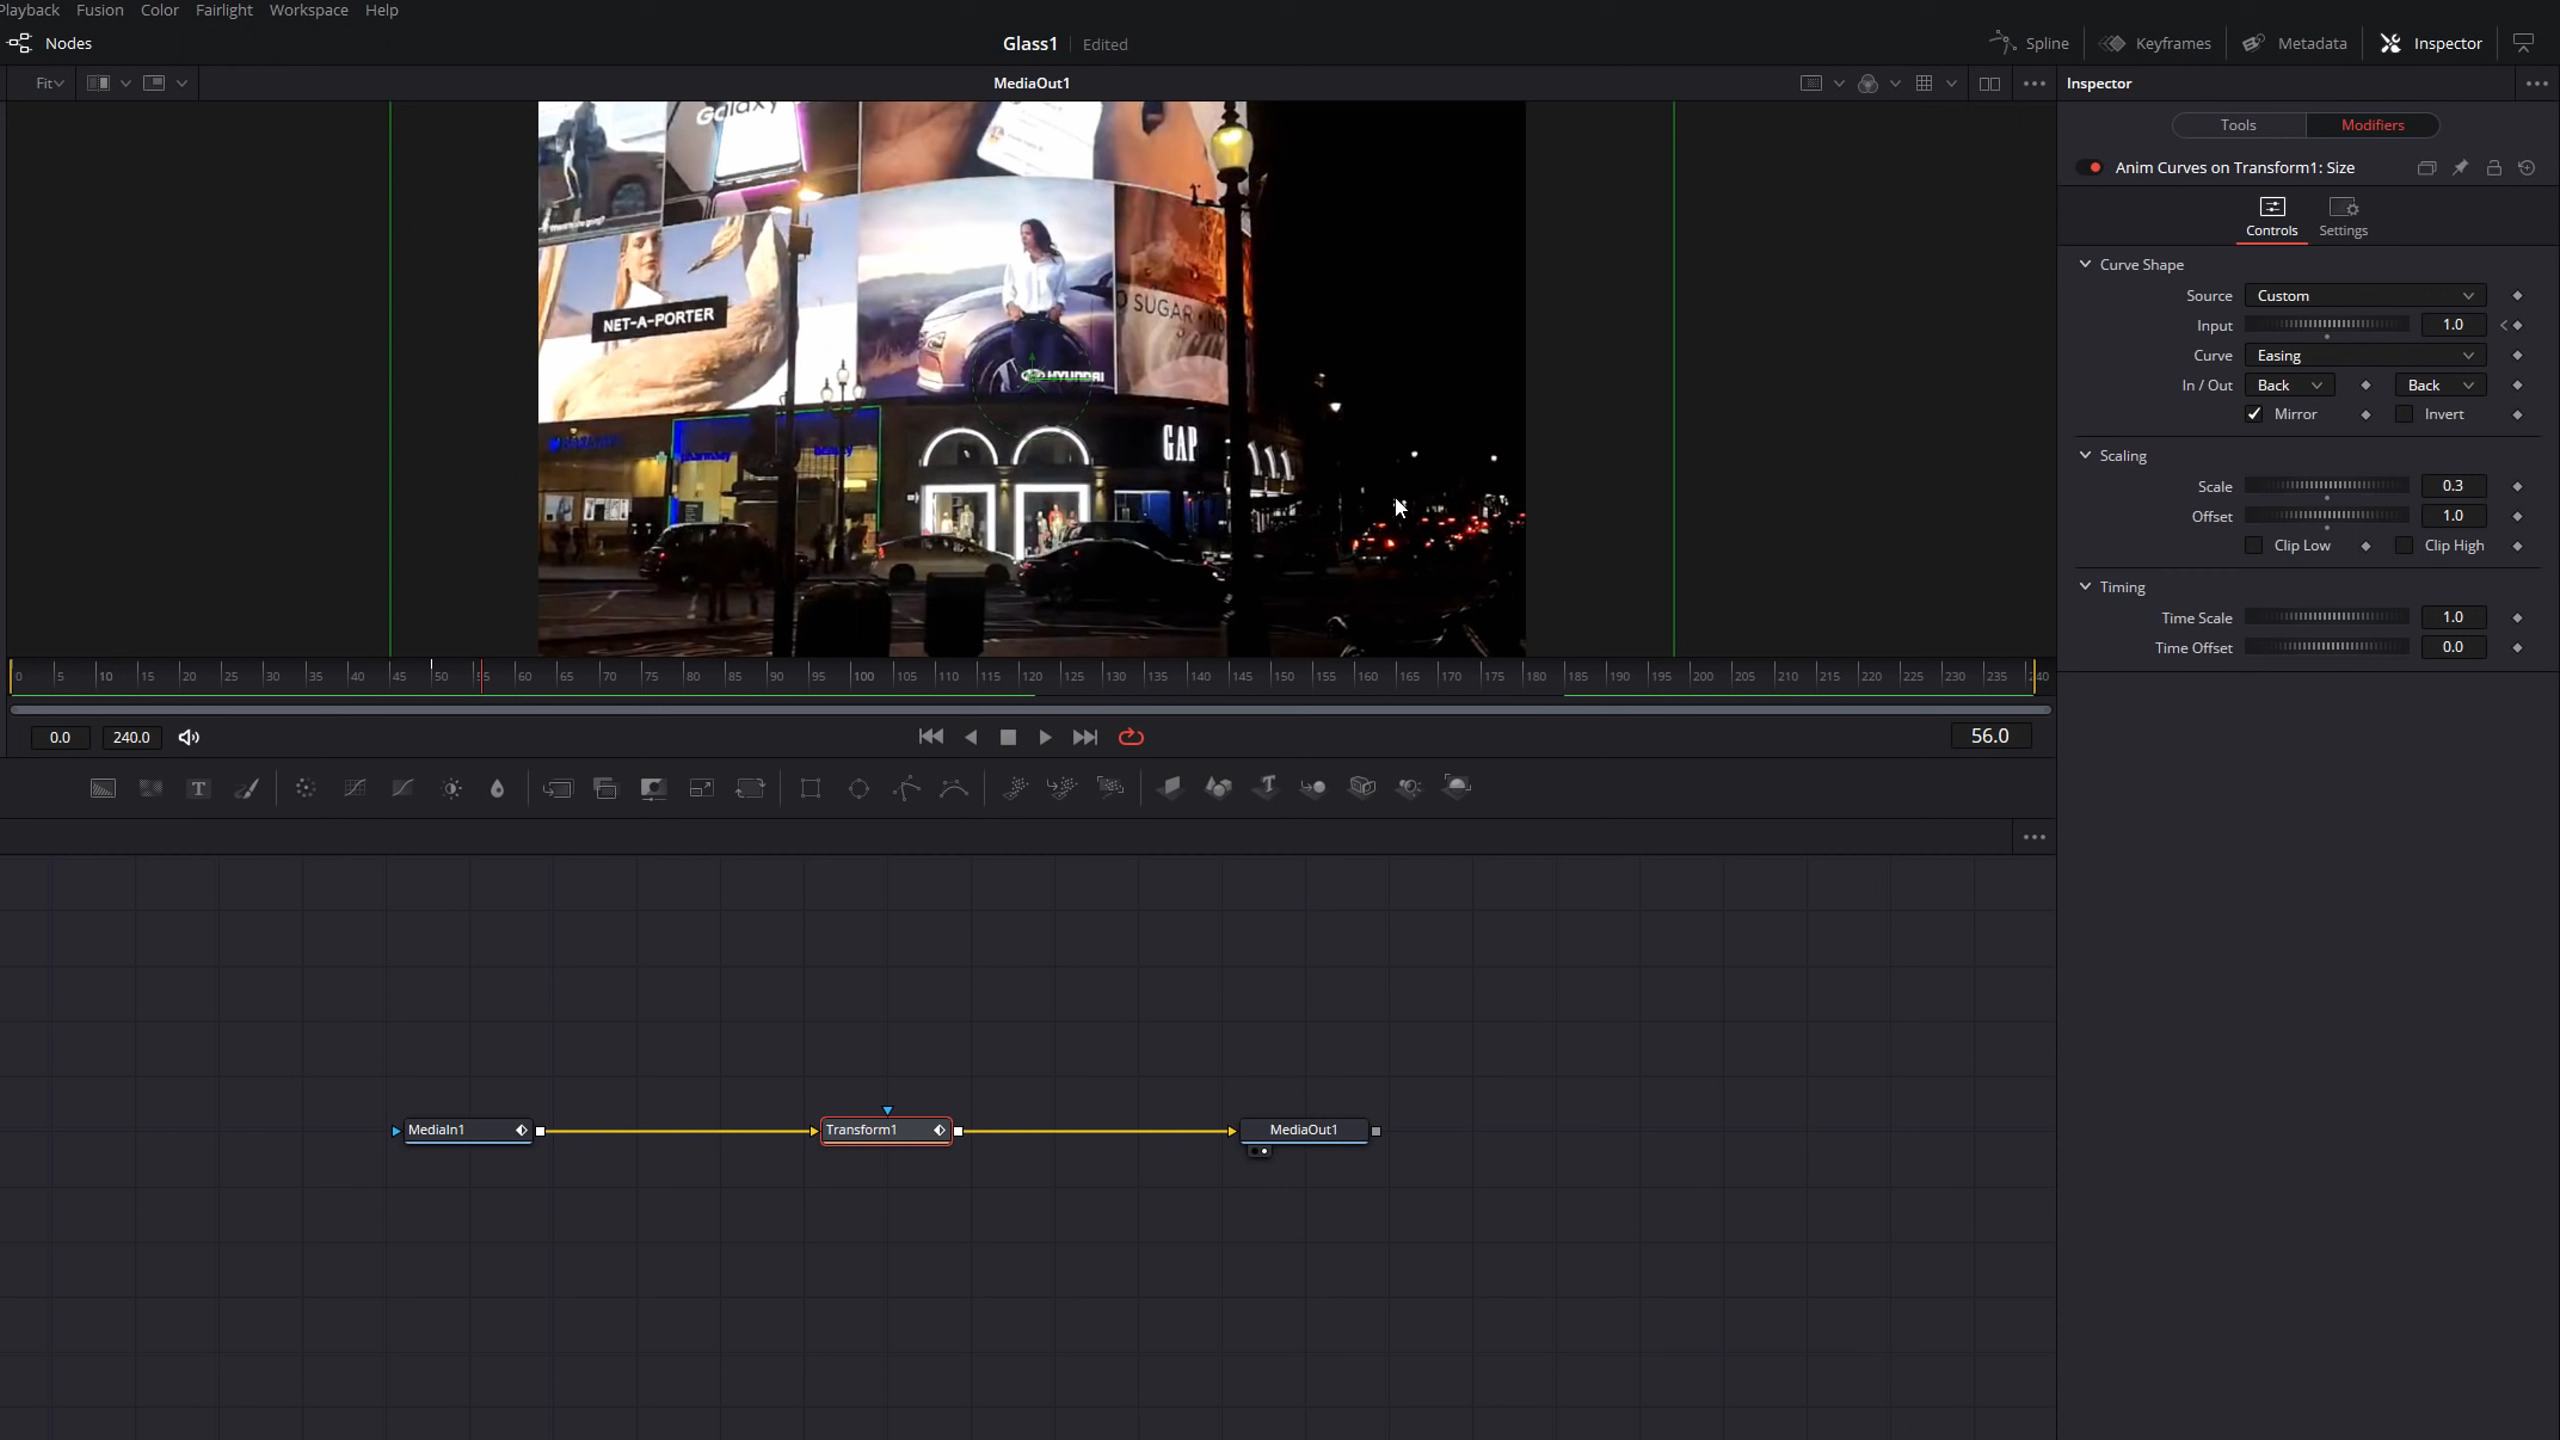 Playback Fusion Color Fairlight Workspace Help
Nodes
Glass1 Edited
Spline Keyframes Metadata Inspector
Fit
MediaOut1
Inspector
Tools Modifiers
Anim Curves on Transform1: Size
Controls Settings
Curve Shape
Source Custom
Input 1.0
Curve Easing
In / Out Back Back
Mirror Invert
Scaling
Scale 0.3
Offset 1.0
Clip Low Clip High
Timing
Time Scale 1.0
Time Offset 0.0
Galaxy
NET-A-PORTER
SUGAR
HYUNDAI
GAP
pharmacy
beauty
0 5 10 15 20 25 30 35 40 45 50 55 60 65 70 75 80 85 90 95 100 105 110 115 120 125 130 135 140 145 150 155 160 165 170 175 180 185 190 195 200 205 210 215 220 225 230 235 240
0.0 240.0
56.0
T
T
MediaIn1
Transform1
MediaOut1